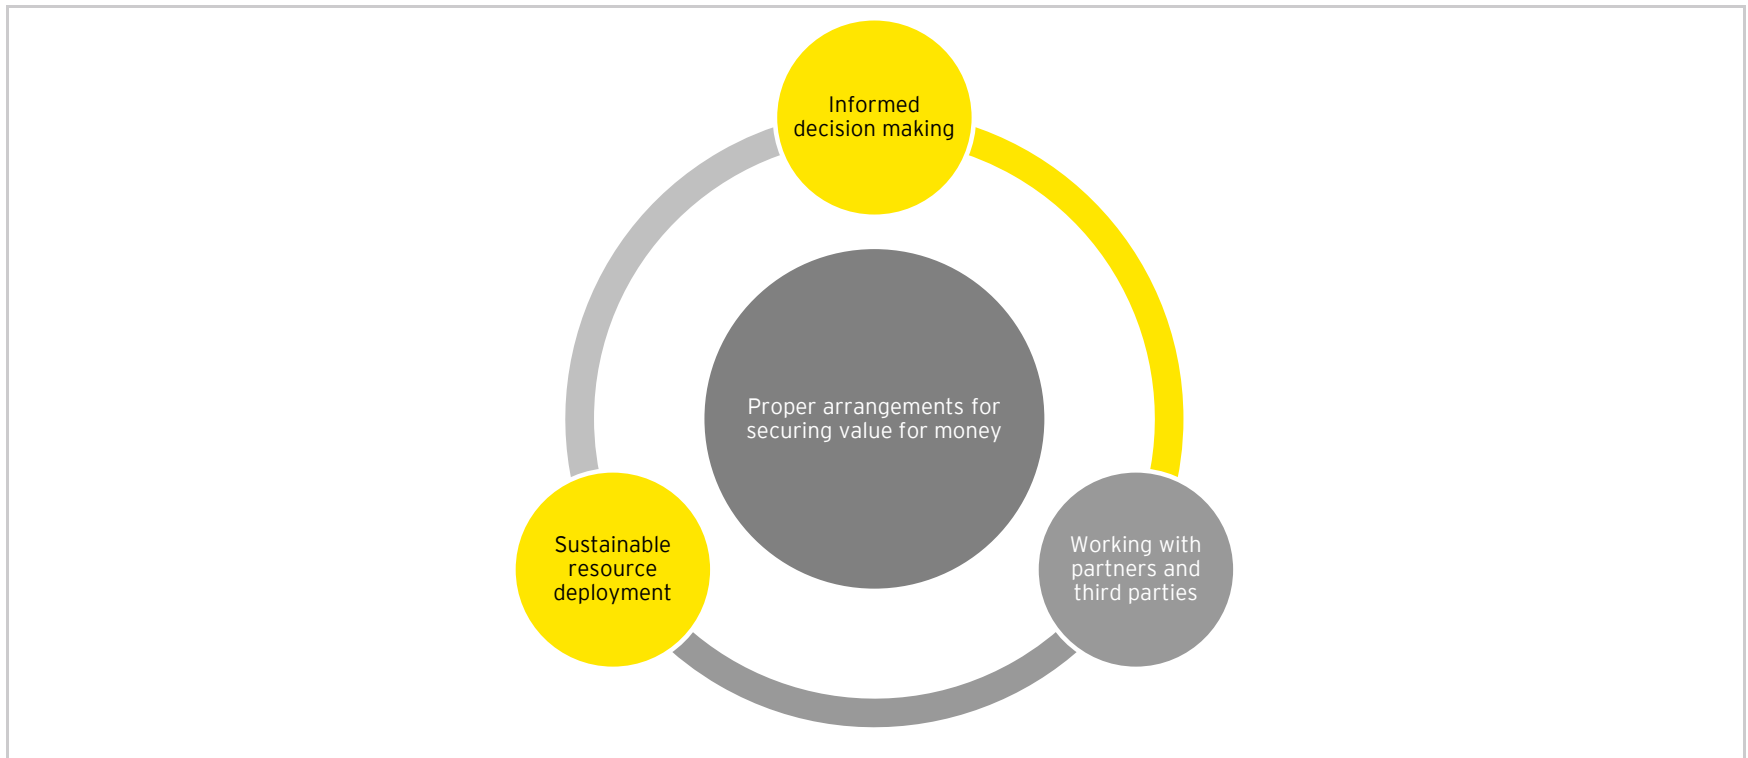 Informed
decision making
Proper arrangements for
securing value for money
Sustainable
resource
deployment
Working with
partners and
third parties